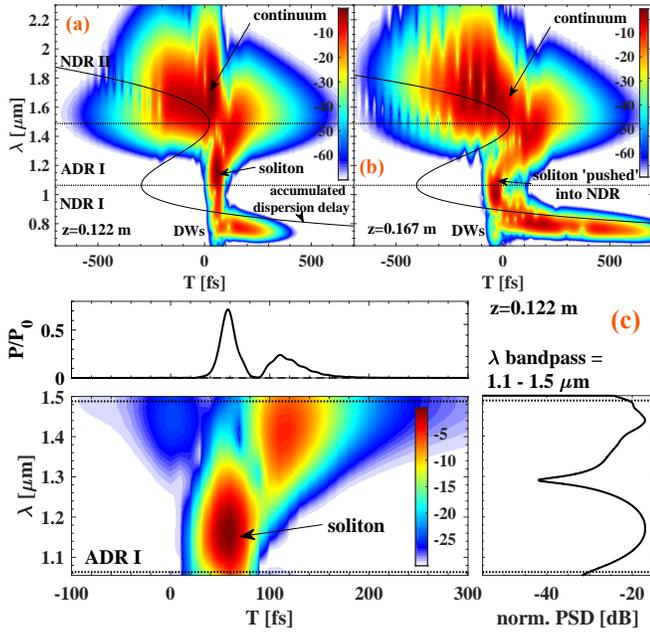 (a)
continuum
NDR II
ADR I
soliton
accumulated
dispersion delay
NDR I
z=0.122 m
DWs
λ [μm]
2.2
2
1.8
1.6
1.4
1.2
1
0.8
-500
0
500
T [fs]
-10
-20
-30
-40
-50
-60
(b)
continuum
soliton 'pushed'
into NDR
z=0.167 m
DWs
-500
0
500
T [fs]
-10
-20
-30
-40
-50
-60
(c)
z=0.122 m
λ bandpass =
1.1 - 1.5 μm
P/P0
0.5
0
1.5
1.4
1.3
1.2
1.1
λ [μm]
soliton
ADR I
-5
-10
-15
-20
-25
-100
0
100
200
300
T [fs]
-40
-20
norm. PSD [dB]